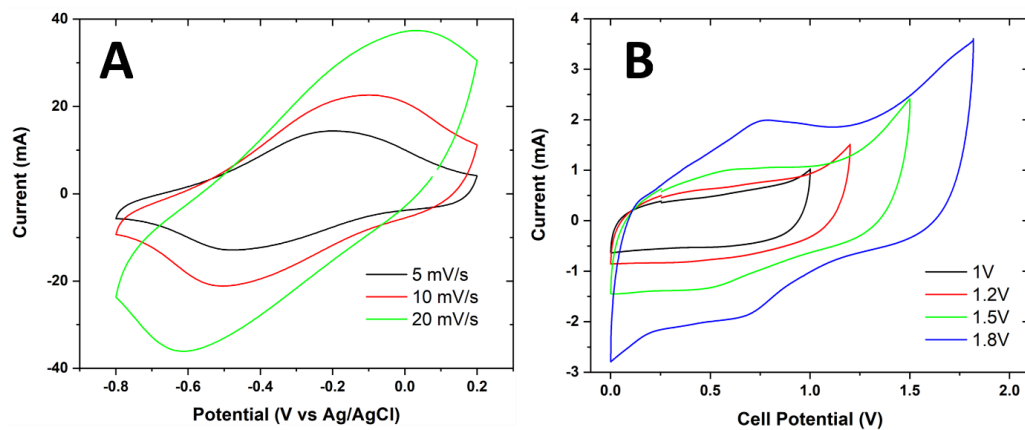 A
40
20
0
-20
-40
Current (mA)
-0.8
-0.6
-0.4
-0.2
0.0
0.2
Potential (V vs Ag/AgCl)
5 mV/s
10 mV/s
20 mV/s
B
4
3
2
1
0
-1
-2
-3
Current (mA)
0.0
0.5
1.0
1.5
2.0
Cell Potential (V)
1V
1.2V
1.5V
1.8V